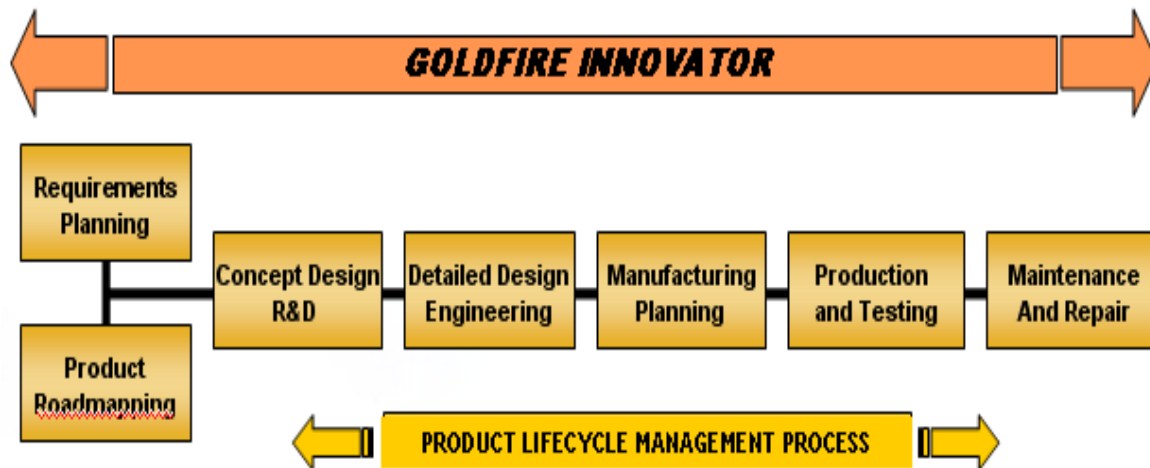 GOLDFIRE INNOVATOR
Requirements
Planning
Product
Roadmapping
Concept Design
R&D
Detailed Design
Engineering
Manufacturing
Planning
Production
and Testing
Maintenance
And Repair
PRODUCT LIFECYCLE MANAGEMENT PROCESS